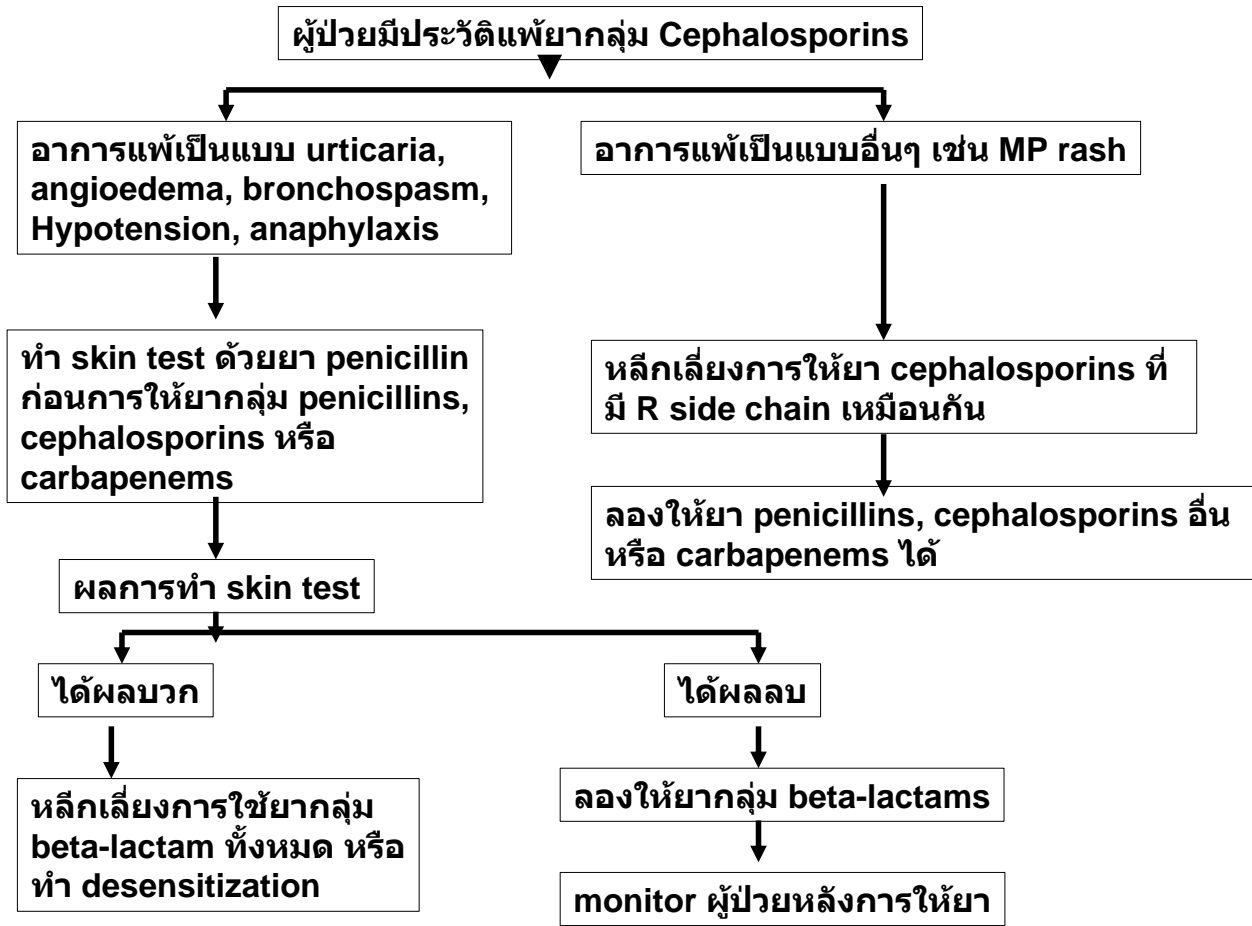 ผู้ป่วยมีประวัติแพ้ยากลุ่ม Cephalosporins
อาการแพ้เป็นแบบ urticaria,
angioedema, bronchospasm,
Hypotension, anaphylaxis
อาการแพ้เป็นแบบอื่นๆ เช่น MP rash
ทำ skin test ด้วยยา penicillin
ก่อนการให้ยากลุ่ม penicillins,
cephalosporins หรือ
carbapenems
หลีกเลี่ยงการให้ยา cephalosporins ที่
มี R side chain เหมือนกัน
ลองให้ยา penicillins, cephalosporins อื่น
หรือ carbapenems ได้
ผลการทำ skin test
ได้ผลบวก
ได้ผลลบ
หลีกเลี่ยงการใช้ยากลุ่ม
beta-lactam ทั้งหมด หรือ
ทำ desensitization
ลองให้ยากลุ่ม beta-lactams
monitor ผู้ป่วยหลังการให้ยา